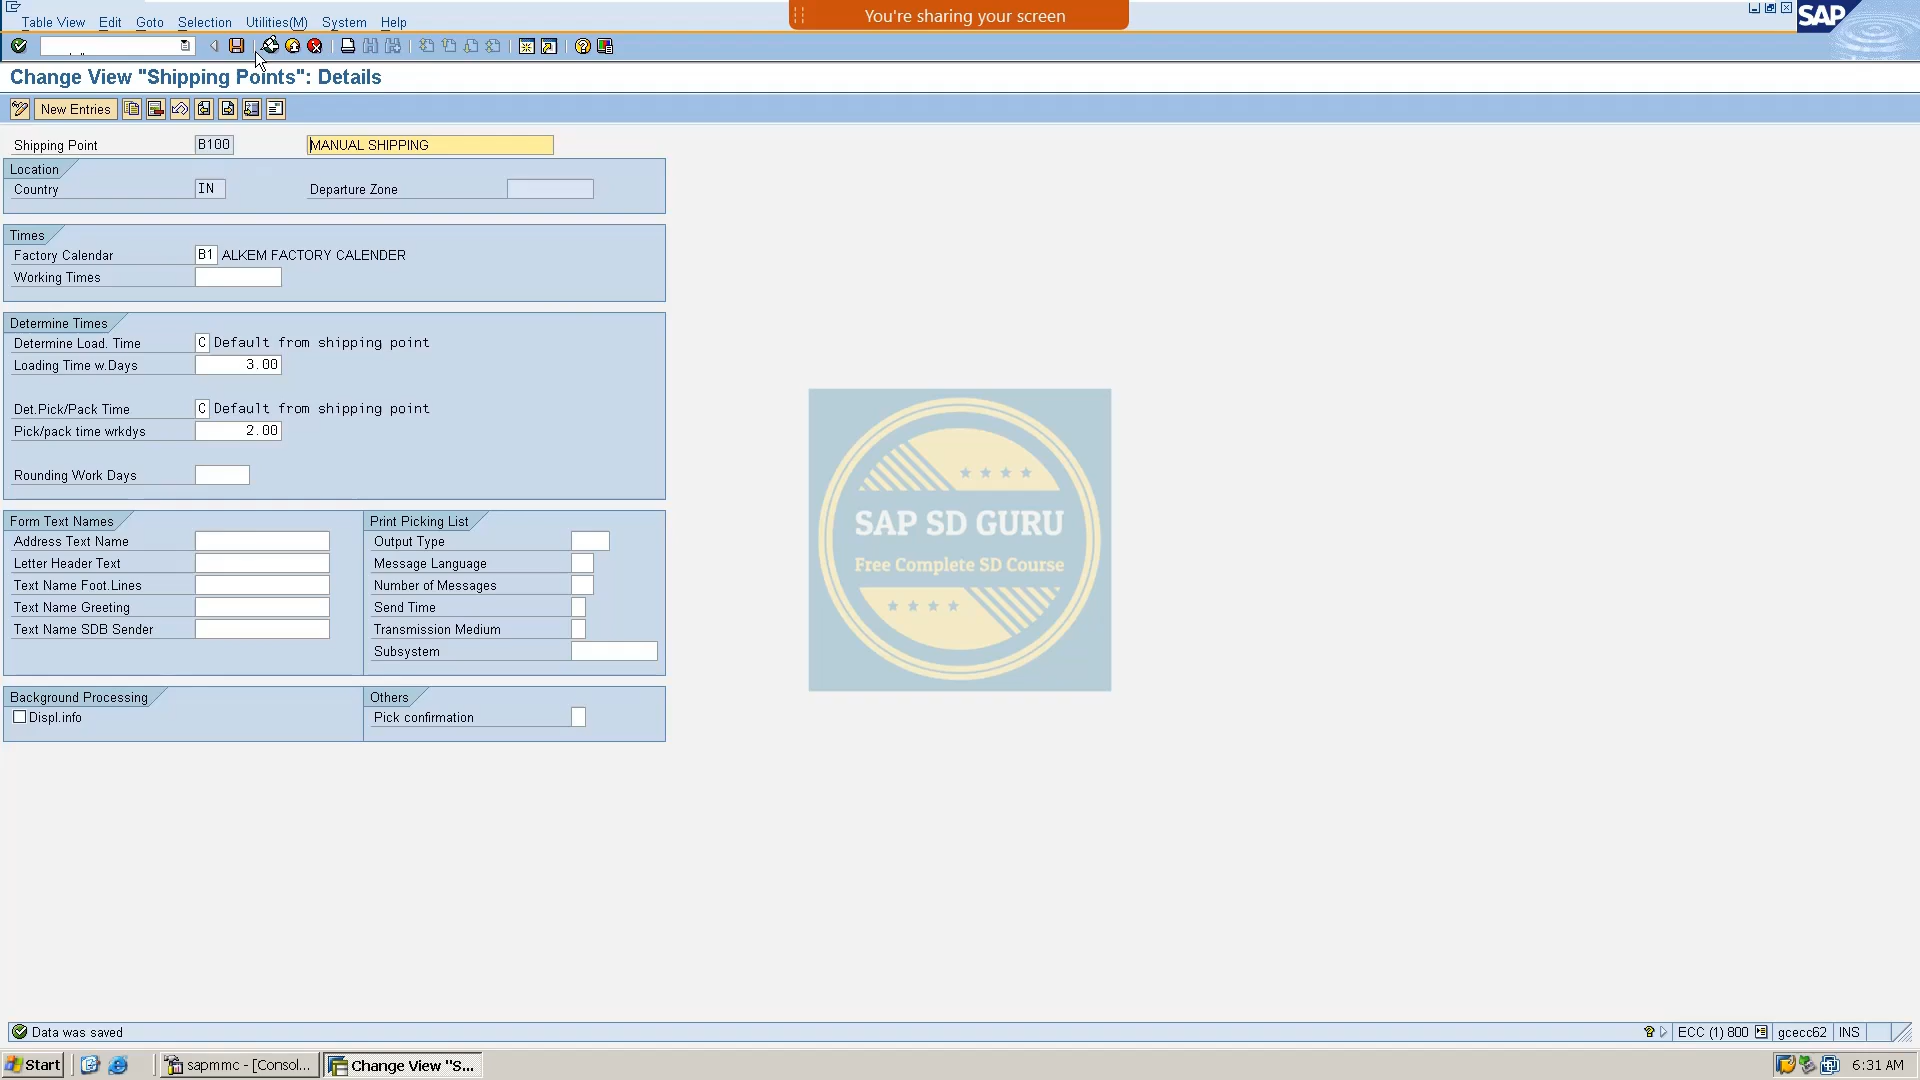 You're sharing your screen
Table View Edit Goto Selection Utilities(M) System Help
SAP
Change View "Shipping Points": Details
New Entries
Shipping Point B100 MANUAL SHIPPING
Location
Country IN Departure Zone
Times
Factory Calendar B1 ALKEM FACTORY CALENDER
Working Times
Determine Times
Determine Load. Time C Default from shipping point
Loading Time w.Days 3.00
Det.Pick/Pack Time C Default from shipping point
Pick/pack time wrkdys 2.00
Rounding Work Days
Form Text Names
Address Text Name
Letter Header Text
Text Name Foot.Lines
Text Name Greeting
Text Name SDB Sender
Print Picking List
Output Type
Message Language
Number of Messages
Send Time
Transmission Medium
Subsystem
Background Processing
Displ.info
Others
Pick confirmation
SAP SD GURU
Free Complete SD Course
Data was saved
ECC (1) 800 gcecc62 INS
Start sapmmc - [Consol... Change View "S... 6:31 AM